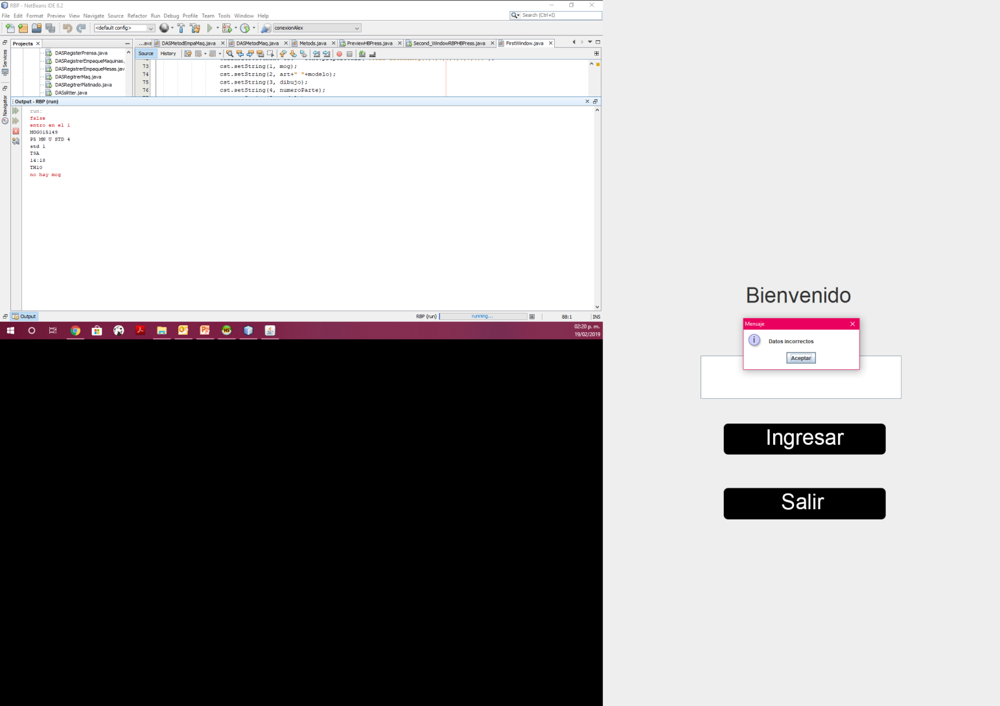 RBP - NetBeans IDE 8.2
File Edit Format Preview View Navigate Source Refactor Run Debug Profile Team Tools Window Help
Search (Ctrl+I)
<default config>
conexionAlex
Projects
...ava
DASMetodEmpaMaq.java
DASMetodMaq.java
Metods.java
PreviewHBPress.java
Second_WindowRBPHBPress.java
FirstWindow.java
Services
Navigator
DASRegisterPrensa.java
DASRegistrerEmpaqueMaquinas.
DASRegistrerEmpaqueMesas.jav
DASRegitrerMaq.java
DASRegitrerPlatinado.java
DASslitter.java
Source History
73 cst.setString(1, mog);
74 cst.setString(2, art+" "+modelo);
75 cst.setString(3, dibujo);
76 cst.setString(4, numeroParte);
Output - RBP (run)
run:
false
entro en el 1
MOG015149
P5 MN U STD 4
std 1
T9A
14:18
TH10
no hay mog
Output
RBP (run)
running...
88:1
INS
02:20 p. m.
19/02/2019
Bienvenido
Mensaje
Datos incorrectos
Aceptar
Ingresar
Salir